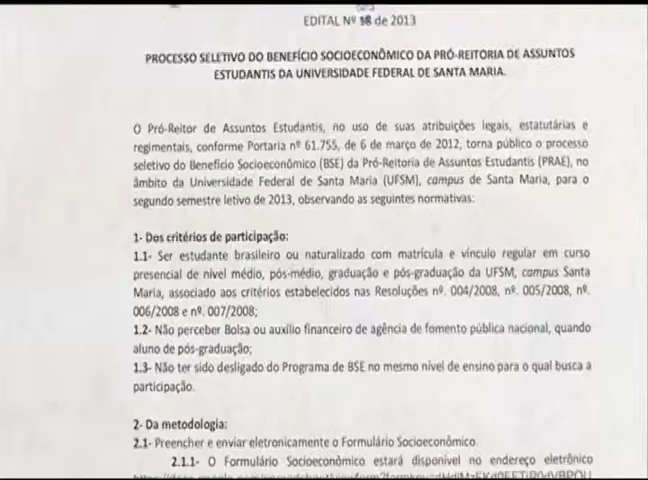 EDITAL Nº 18 de 2013
PROCESSO SELETIVO DO BENEFÍCIO SOCIOECONÔMICO DA PRÓ-REITORIA DE ASSUNTOS
ESTUDANTIS DA UNIVERSIDADE FEDERAL DE SANTA MARIA.
O Pró-Reitor de Assuntos Estudantis, no uso de suas atribuições legais, estatutárias e
regimentais, conforme Portaria nº 61.755, de 6 de março de 2012, torna público o processo
seletivo do Benefício Socioeconômico (BSE) da Pró-Reitoria de Assuntos Estudantis (PRAE), no
âmbito da Universidade Federal de Santa Maria (UFSM), campus de Santa Maria, para o
segundo semestre letivo de 2013, observando as seguintes normativas:
1- Dos critérios de participação:
1.1- Ser estudante brasileiro ou naturalizado com matrícula e vínculo regular em curso
presencial de nível médio, pós-médio, graduação e pós-graduação da UFSM, campus Santa
Maria, associado aos critérios estabelecidos nas Resoluções nº. 004/2008, nº. 005/2008, nº.
006/2008 e nº. 007/2008;
1.2- Não perceber Bolsa ou auxílio financeiro de agência de fomento pública nacional, quando
aluno de pós-graduação;
1.3- Não ter sido desligado do Programa de BSE no mesmo nível de ensino para o qual busca a
participação.
2- Da metodologia:
2.1- Preencher e enviar eletronicamente o Formulário Socioeconômico
2.1.1- O Formulário Socioeconômico estará disponível no endereço eletrônico